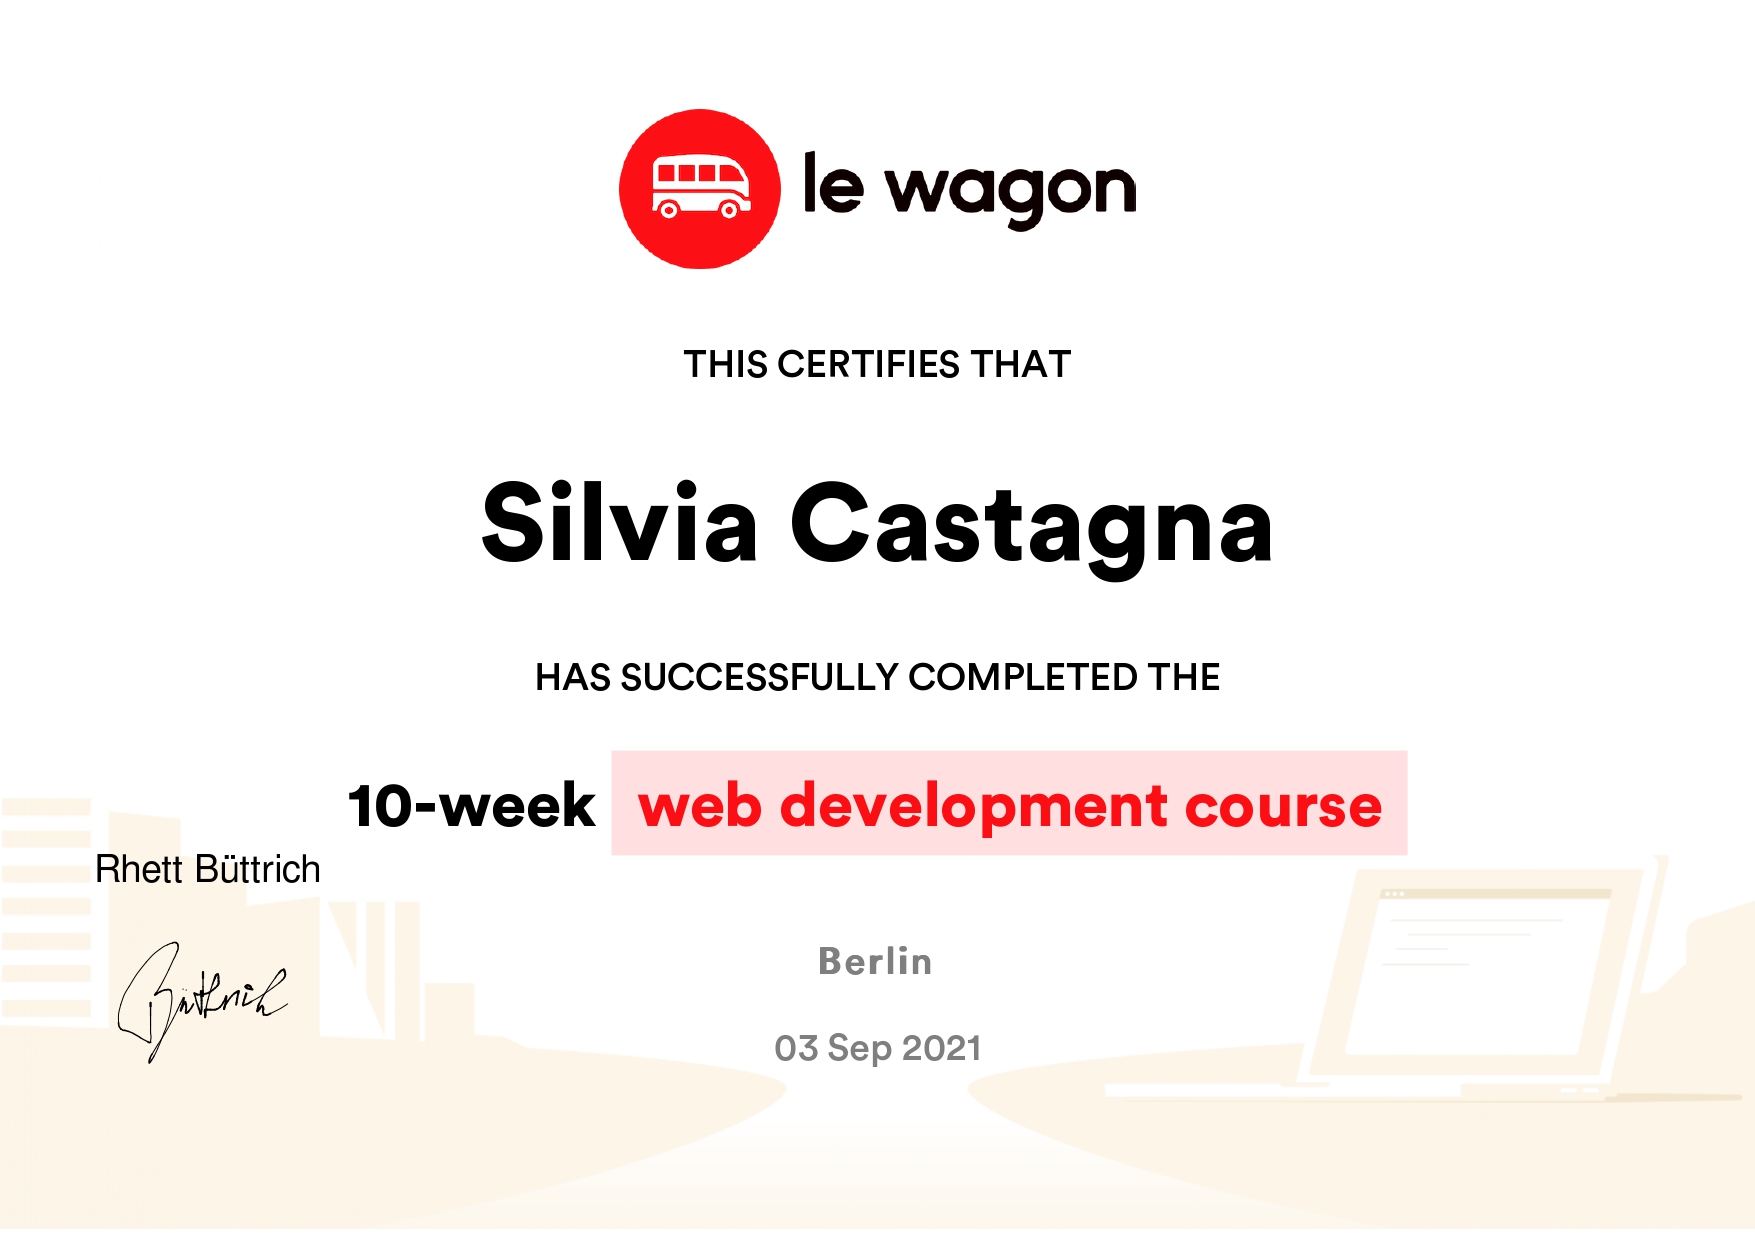 le wagon
THIS CERTIFIES THAT
Silvia Castagna
HAS SUCCESSFULLY COMPLETED THE
10-week web development course
Rhett Büttrich
Büttrich
Berlin
03 Sep 2021